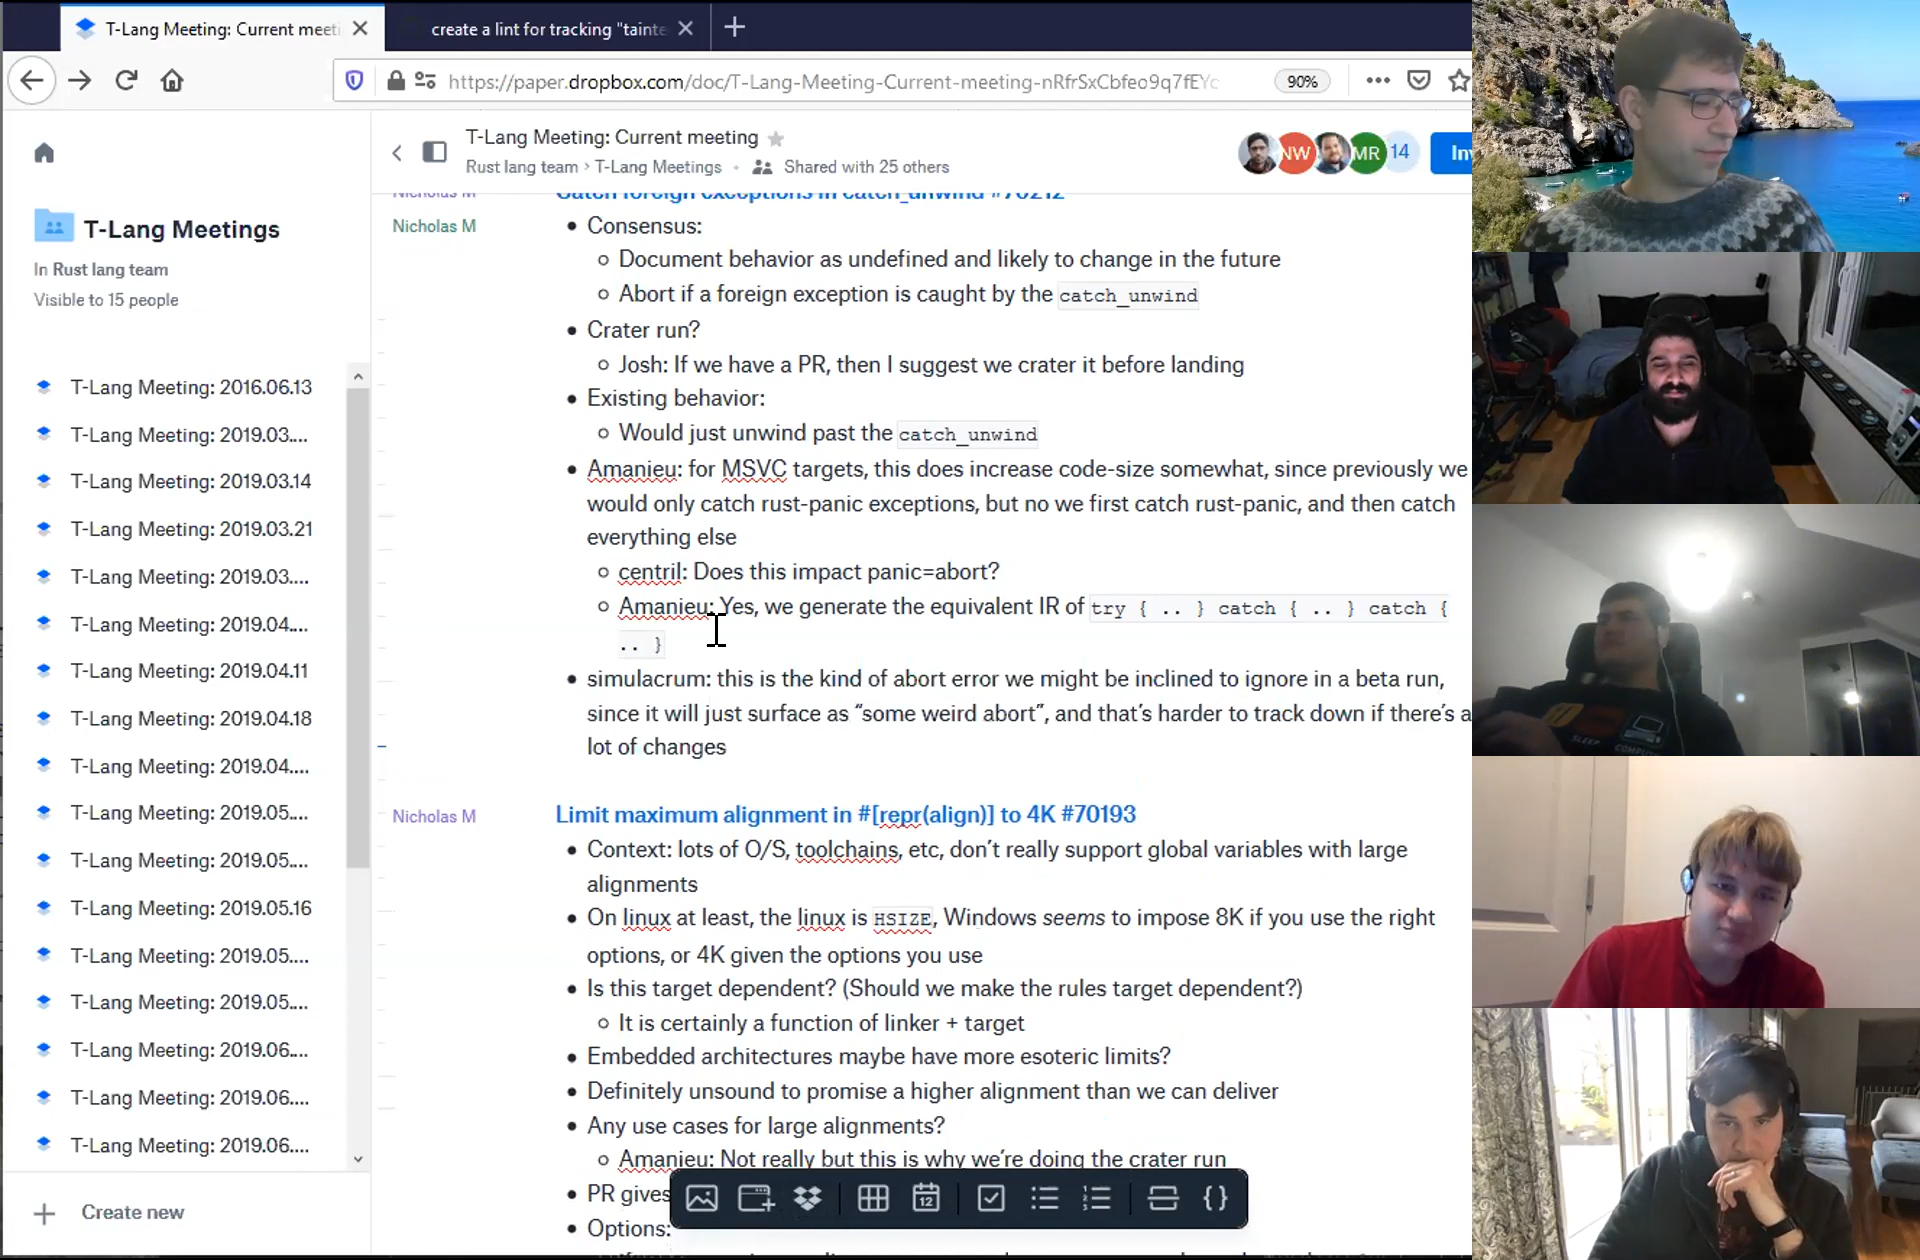 T-Lang Meeting: Current meeti
create a lint for tracking "tainte
https://paper.dropbox.com/doc/T-Lang-Meeting-Current-meeting-nRfrSxCbfeo9q7fEYc
90%
T-Lang Meetings
In Rust lang team
Visible to 15 people
T-Lang Meeting: 2016.06.13
T-Lang Meeting: 2019.03....
T-Lang Meeting: 2019.03.14
T-Lang Meeting: 2019.03.21
T-Lang Meeting: 2019.03....
T-Lang Meeting: 2019.04....
T-Lang Meeting: 2019.04.11
T-Lang Meeting: 2019.04.18
T-Lang Meeting: 2019.04....
T-Lang Meeting: 2019.05....
T-Lang Meeting: 2019.05....
T-Lang Meeting: 2019.05.16
T-Lang Meeting: 2019.05....
T-Lang Meeting: 2019.05....
T-Lang Meeting: 2019.06....
T-Lang Meeting: 2019.06....
T-Lang Meeting: 2019.06....
Create new
T-Lang Meeting: Current meeting
Rust lang team › T-Lang Meetings • Shared with 25 others
NW MR 14 Inv
Nicholas M Catch foreign exceptions in catch_unwind #70212
Nicholas M
• Consensus:
Document behavior as undefined and likely to change in the future
Abort if a foreign exception is caught by the catch_unwind
• Crater run?
Josh: If we have a PR, then I suggest we crater it before landing
• Existing behavior:
Would just unwind past the catch_unwind
• Amanieu: for MSVC targets, this does increase code-size somewhat, since previously we
would only catch rust-panic exceptions, but no we first catch rust-panic, and then catch
everything else
centril: Does this impact panic=abort?
Amanieu: Yes, we generate the equivalent IR of try { .. } catch { .. } catch {
.. }
• simulacrum: this is the kind of abort error we might be inclined to ignore in a beta run,
since it will just surface as “some weird abort”, and that’s harder to track down if there’s a
lot of changes
Nicholas M Limit maximum alignment in #[repr(align)] to 4K #70193
• Context: lots of O/S, toolchains, etc, don’t really support global variables with large
alignments
• On linux at least, the linux is HSIZE, Windows seems to impose 8K if you use the right
options, or 4K given the options you use
• Is this target dependent? (Should we make the rules target dependent?)
It is certainly a function of linker + target
• Embedded architectures maybe have more esoteric limits?
• Definitely unsound to promise a higher alignment than we can deliver
• Any use cases for large alignments?
Amanieu: Not really but this is why we’re doing the crater run
• PR gives
• Options:
12
SLEEP